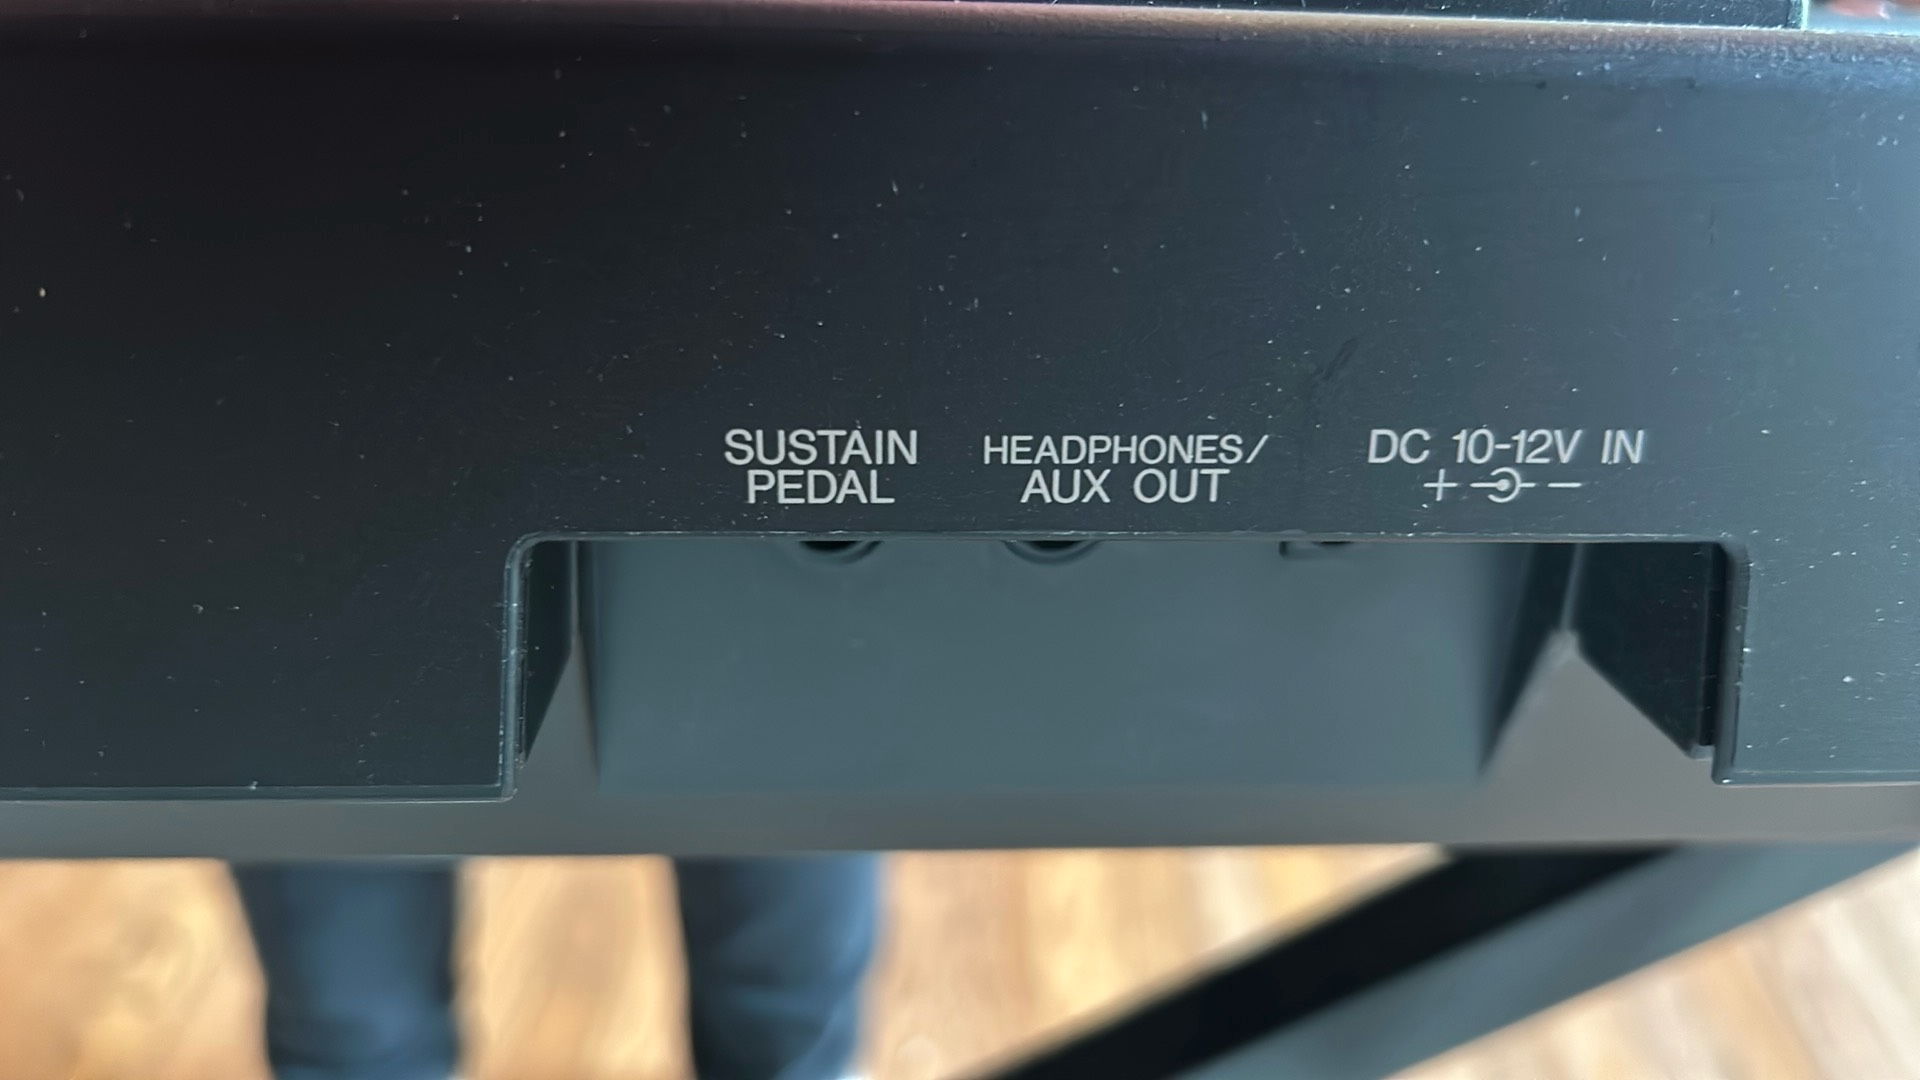 SUSTAIN
PEDAL
HEADPHONES/
AUX OUT
DC 10-12V IN
+ −